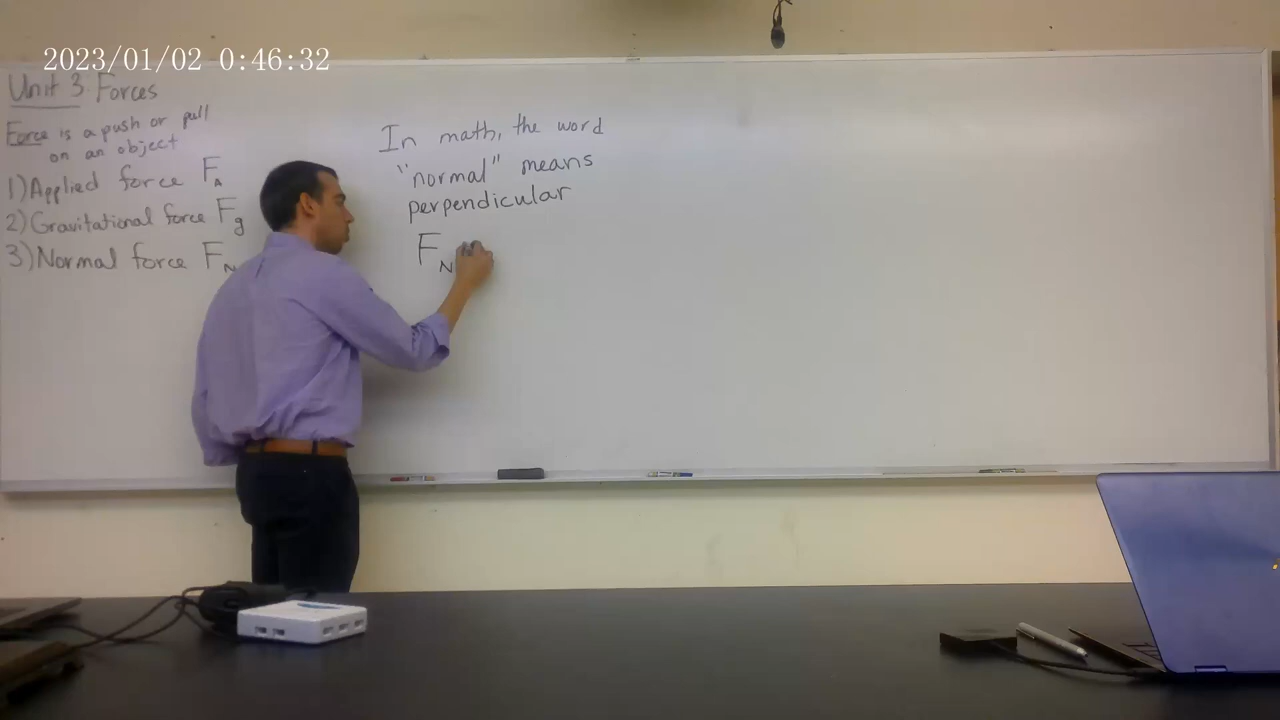 2023/01/02 0:46:32
Unit 3: Forces
Force is a push or pull
on an object
1) Applied force F_A
2) Gravitational force F_g
3) Normal force F_N
In math, the word
"normal" means
perpendicular
F_N